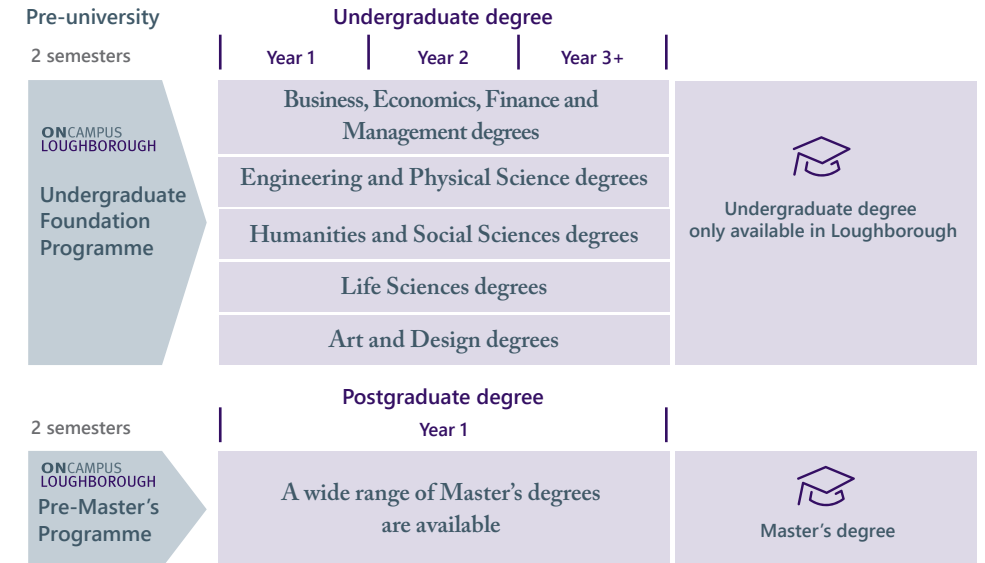 Pre-university
Undergraduate degree
2 semesters
Year 1
Year 2
Year 3+
ONCAMPUS
LOUGHBOROUGH
Undergraduate
Foundation
Programme
Business, Economics, Finance and
Management degrees
Engineering and Physical Science degrees
Humanities and Social Sciences degrees
Life Sciences degrees
Art and Design degrees
Undergraduate degree
only available in Loughborough
Postgraduate degree
2 semesters
Year 1
ONCAMPUS
LOUGHBOROUGH
Pre-Master’s
Programme
A wide range of Master’s degrees
are available
Master’s degree